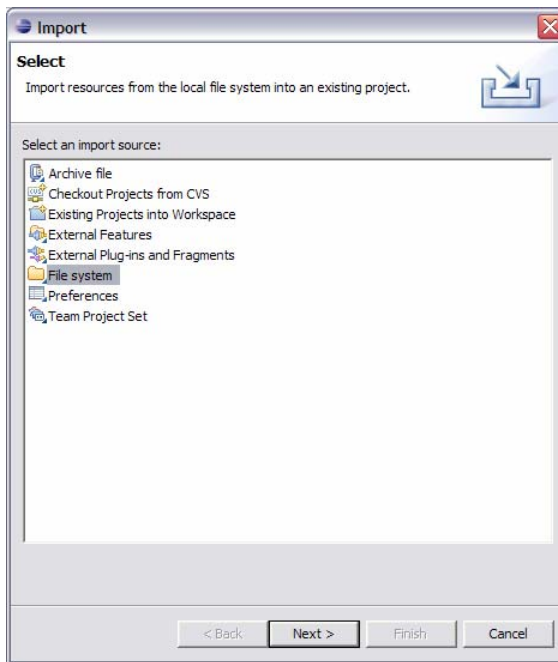 Import
Select
Import resources from the local file system into an existing project.
Select an import source:
Archive file
CVS
Checkout Projects from CVS
Existing Projects into Workspace
External Features
External Plug-ins and Fragments
File system
Preferences
Team Project Set
< Back
Next >
Finish
Cancel